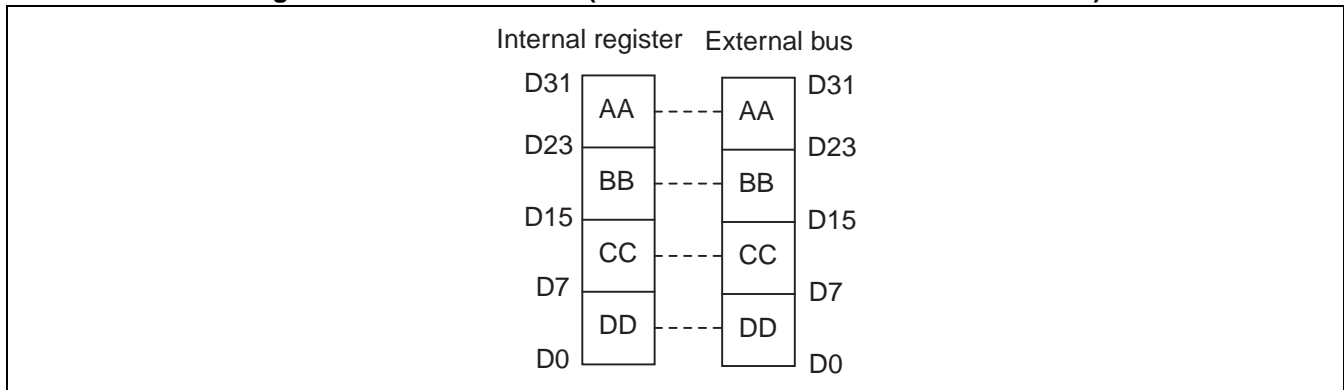 Internal register External bus
D31 D31
AA AA
D23 D23
BB BB
D15 D15
CC CC
D7 D7
DD DD
D0 D0